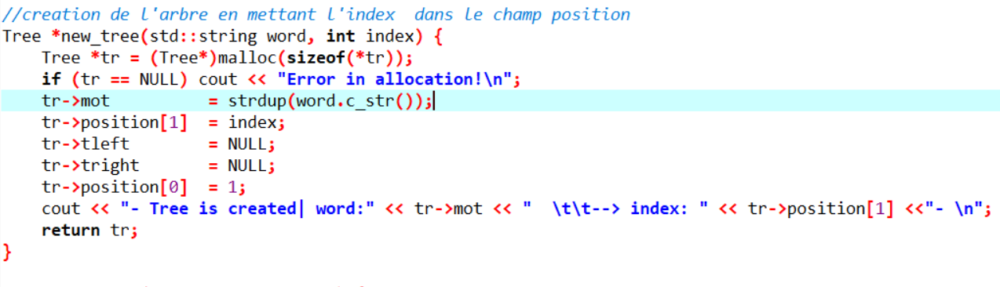 //creation de l'arbre en mettant l'index  dans le champ position
Tree *new_tree(std::string word, int index) {
    Tree *tr = (Tree*)malloc(sizeof(*tr));
    if (tr == NULL) cout << "Error in allocation!\n";
    tr->mot          = strdup(word.c_str());
    tr->position[1]  = index;
    tr->tleft        = NULL;
    tr->tright       = NULL;
    tr->position[0]  = 1;
    cout << "- Tree is created| word:" << tr->mot << "  \t\t--> index: " << tr->position[1] <<"- \n";
    return tr;
}